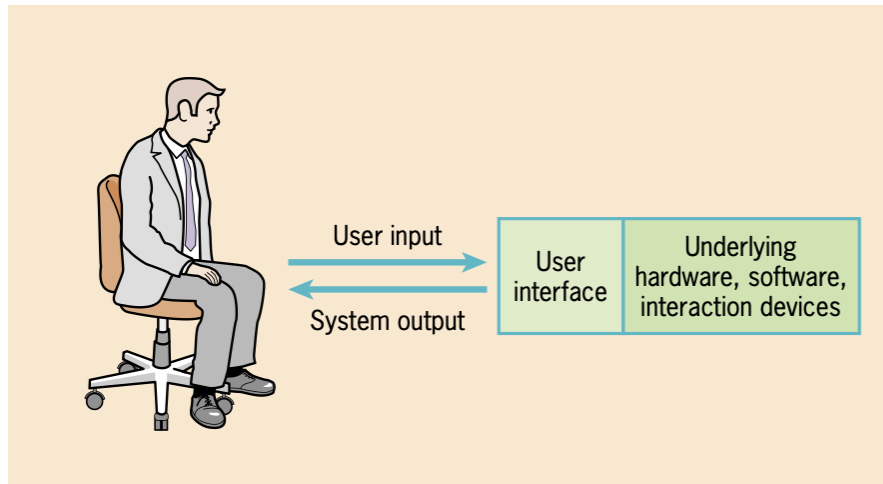 User input
System output
User
interface
Underlying
hardware, software,
interaction devices